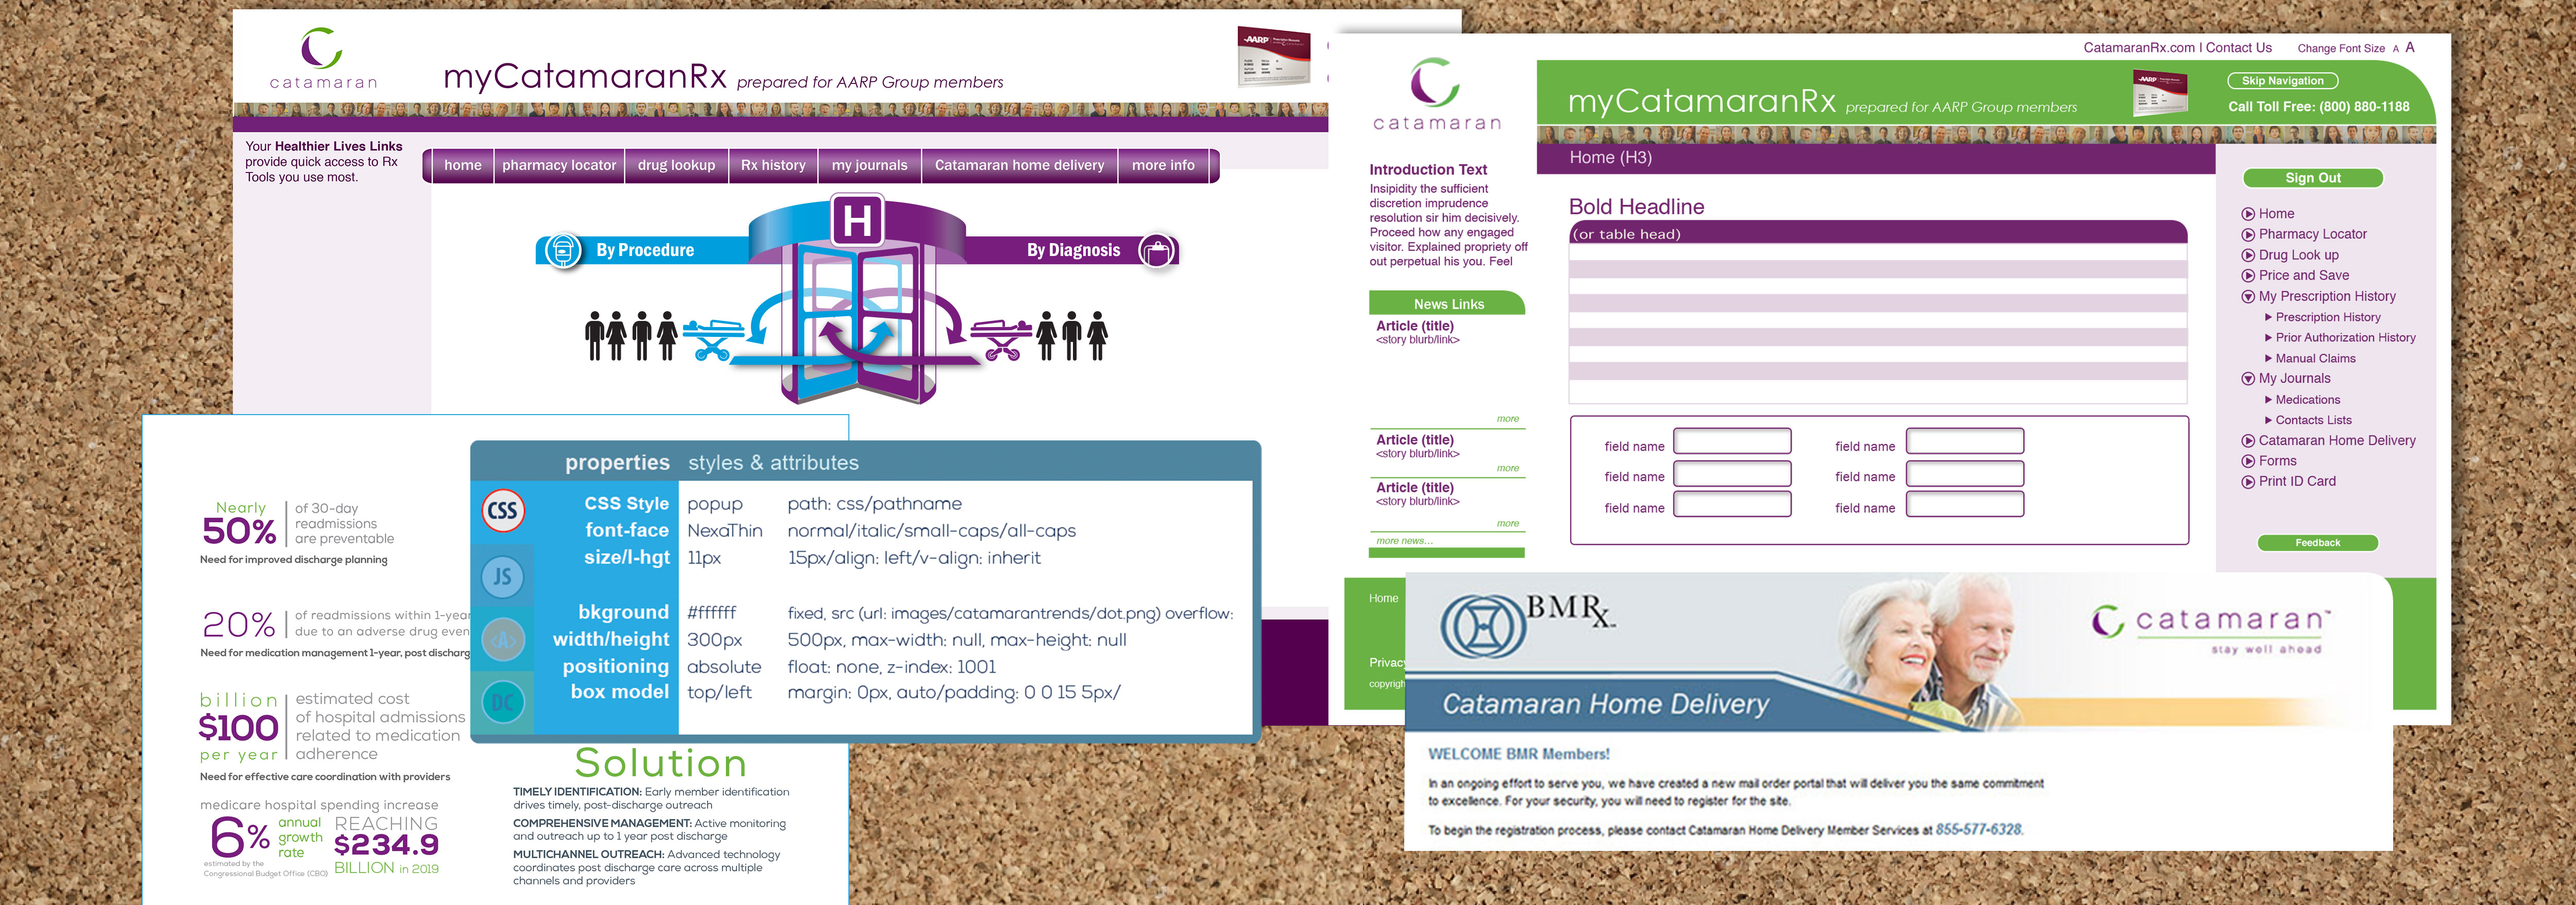 catamaran
myCatamaranRx prepared for AARP Group members
AARP
Your Healthier Lives Links
provide quick access to Rx
Tools you use most.
home
pharmacy locator
drug lookup
Rx history
my journals
Catamaran home delivery
more info
H
By Procedure
By Diagnosis
CatamaranRx.com | Contact Us
Change Font Size A A
catamaran
myCatamaranRx prepared for AARP Group members
AARP
Skip Navigation
Call Toll Free: (800) 880-1188
Introduction Text
Insipidity the sufficient
discretion imprudence
resolution sir him decisively.
Proceed how any engaged
visitor. Explained propriety off
out perpetual his you. Feel
News Links
Article (title)
<story blurb/link>
more
Article (title)
<story blurb/link>
more
Article (title)
<story blurb/link>
more
more news...
Home (H3)
Bold Headline
(or table head)
field name
field name
field name
field name
field name
field name
Sign Out
Home
Pharmacy Locator
Drug Look up
Price and Save
My Prescription History
Prescription History
Prior Authorization History
Manual Claims
My Journals
Medications
Contacts Lists
Catamaran Home Delivery
Forms
Print ID Card
Feedback
Home
Privacy
copyrigh
Nearly
50%
of 30-day
readmissions
are preventable
Need for improved discharge planning
20%
of readmissions within 1-year
due to an adverse drug even
Need for medication management 1-year, post discharg
billion
$100
per year
estimated cost
of hospital admissions
related to medication
adherence
Need for effective care coordination with providers
medicare hospital spending increase
6%
annual
growth
rate
estimated by the
Congressional Budget Office (CBO)
REACHING
$234.9
BILLION in 2019
properties styles & attributes
CSS
JS
<A>
DC
CSS Style popup path: css/pathname
font-face NexaThin normal/italic/small-caps/all-caps
size/l-hgt 11px 15px/align: left/v-align: inherit
bkground #ffffff fixed, src (url: images/catamarantrends/dot.png) overflow:
width/height 300px 500px, max-width: null, max-height: null
positioning absolute float: none, z-index: 1001
box model top/left margin: 0px, auto/padding: 0 0 15 5px/
Solution
TIMELY IDENTIFICATION: Early member identification
drives timely, post-discharge outreach
COMPREHENSIVE MANAGEMENT: Active monitoring
and outreach up to 1 year post discharge
MULTICHANNEL OUTREACH: Advanced technology
coordinates post discharge care across multiple
channels and providers
BMRx
catamaran™
stay well ahead
Catamaran Home Delivery
WELCOME BMR Members!
In an ongoing effort to serve you, we have created a new mail order portal that will deliver you the same commitment
to excellence. For your security, you will need to register for the site.
To begin the registration process, please contact Catamaran Home Delivery Member Services at 855-577-6328.